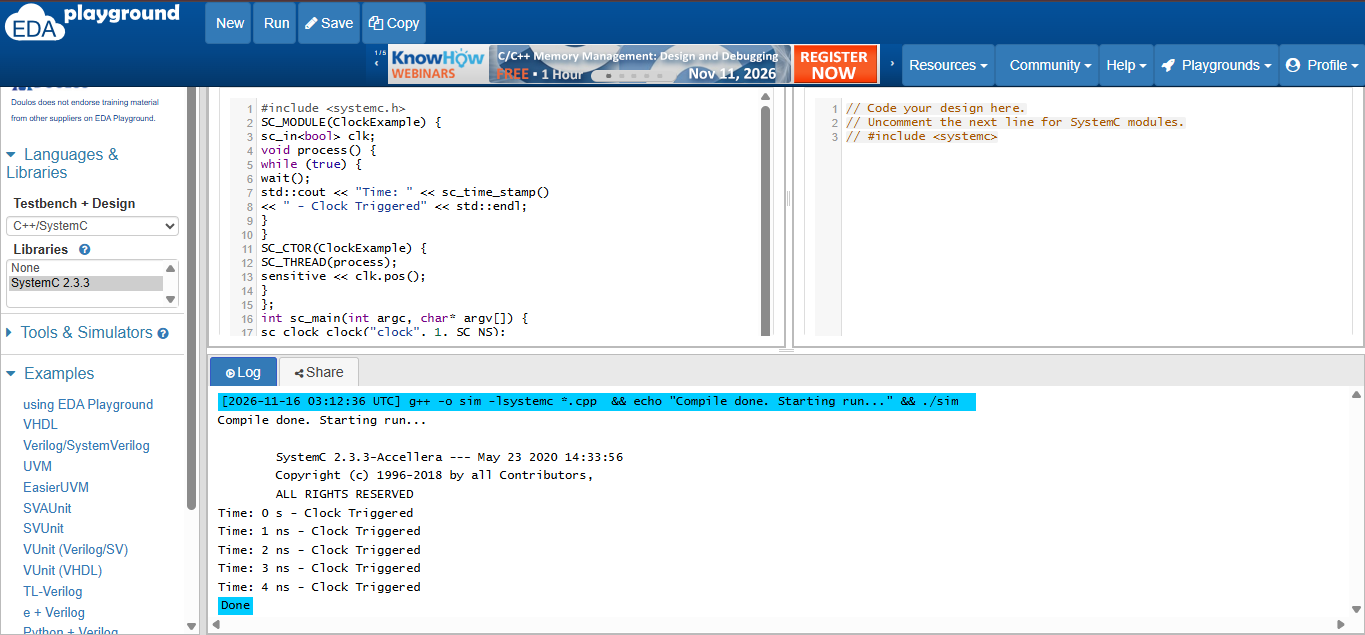 EDA playground
New Run Save Copy
1/5
KnowHow
WEBINARS
C/C++ Memory Management: Design and Debugging
FREE • 1 Hour Nov 11, 2026
REGISTER
NOW
Resources Community Help Playgrounds Profile
Doulos does not endorse training material
from other suppliers on EDA Playground.
Languages &
Libraries
Testbench + Design
C++/SystemC
Libraries
None
SystemC 2.3.3
Tools & Simulators
Examples
using EDA Playground
VHDL
Verilog/SystemVerilog
UVM
EasierUVM
SVAUnit
SVUnit
VUnit (Verilog/SV)
VUnit (VHDL)
TL-Verilog
e + Verilog
Python + Verilog
1 #include <systemc.h>
2 SC_MODULE(ClockExample) {
3 sc_in<bool> clk;
4 void process() {
5 while (true) {
6 wait();
7 std::cout << "Time: " << sc_time_stamp()
8 << " - Clock Triggered" << std::endl;
9 }
10 }
11 SC_CTOR(ClockExample) {
12 SC_THREAD(process);
13 sensitive << clk.pos();
14 }
15 };
16 int sc_main(int argc, char* argv[]) {
17 sc_clock clock("clock", 1, SC_NS);
1 // Code your design here.
2 // Uncomment the next line for SystemC modules.
3 // #include <systemc>
Log Share
[2026-11-16 03:12:36 UTC] g++ -o sim -lsystemc *.cpp && echo "Compile done. Starting run..." && ./sim
Compile done. Starting run...
SystemC 2.3.3-Accellera --- May 23 2020 14:33:56
Copyright (c) 1996-2018 by all Contributors,
ALL RIGHTS RESERVED
Time: 0 s - Clock Triggered
Time: 1 ns - Clock Triggered
Time: 2 ns - Clock Triggered
Time: 3 ns - Clock Triggered
Time: 4 ns - Clock Triggered
Done